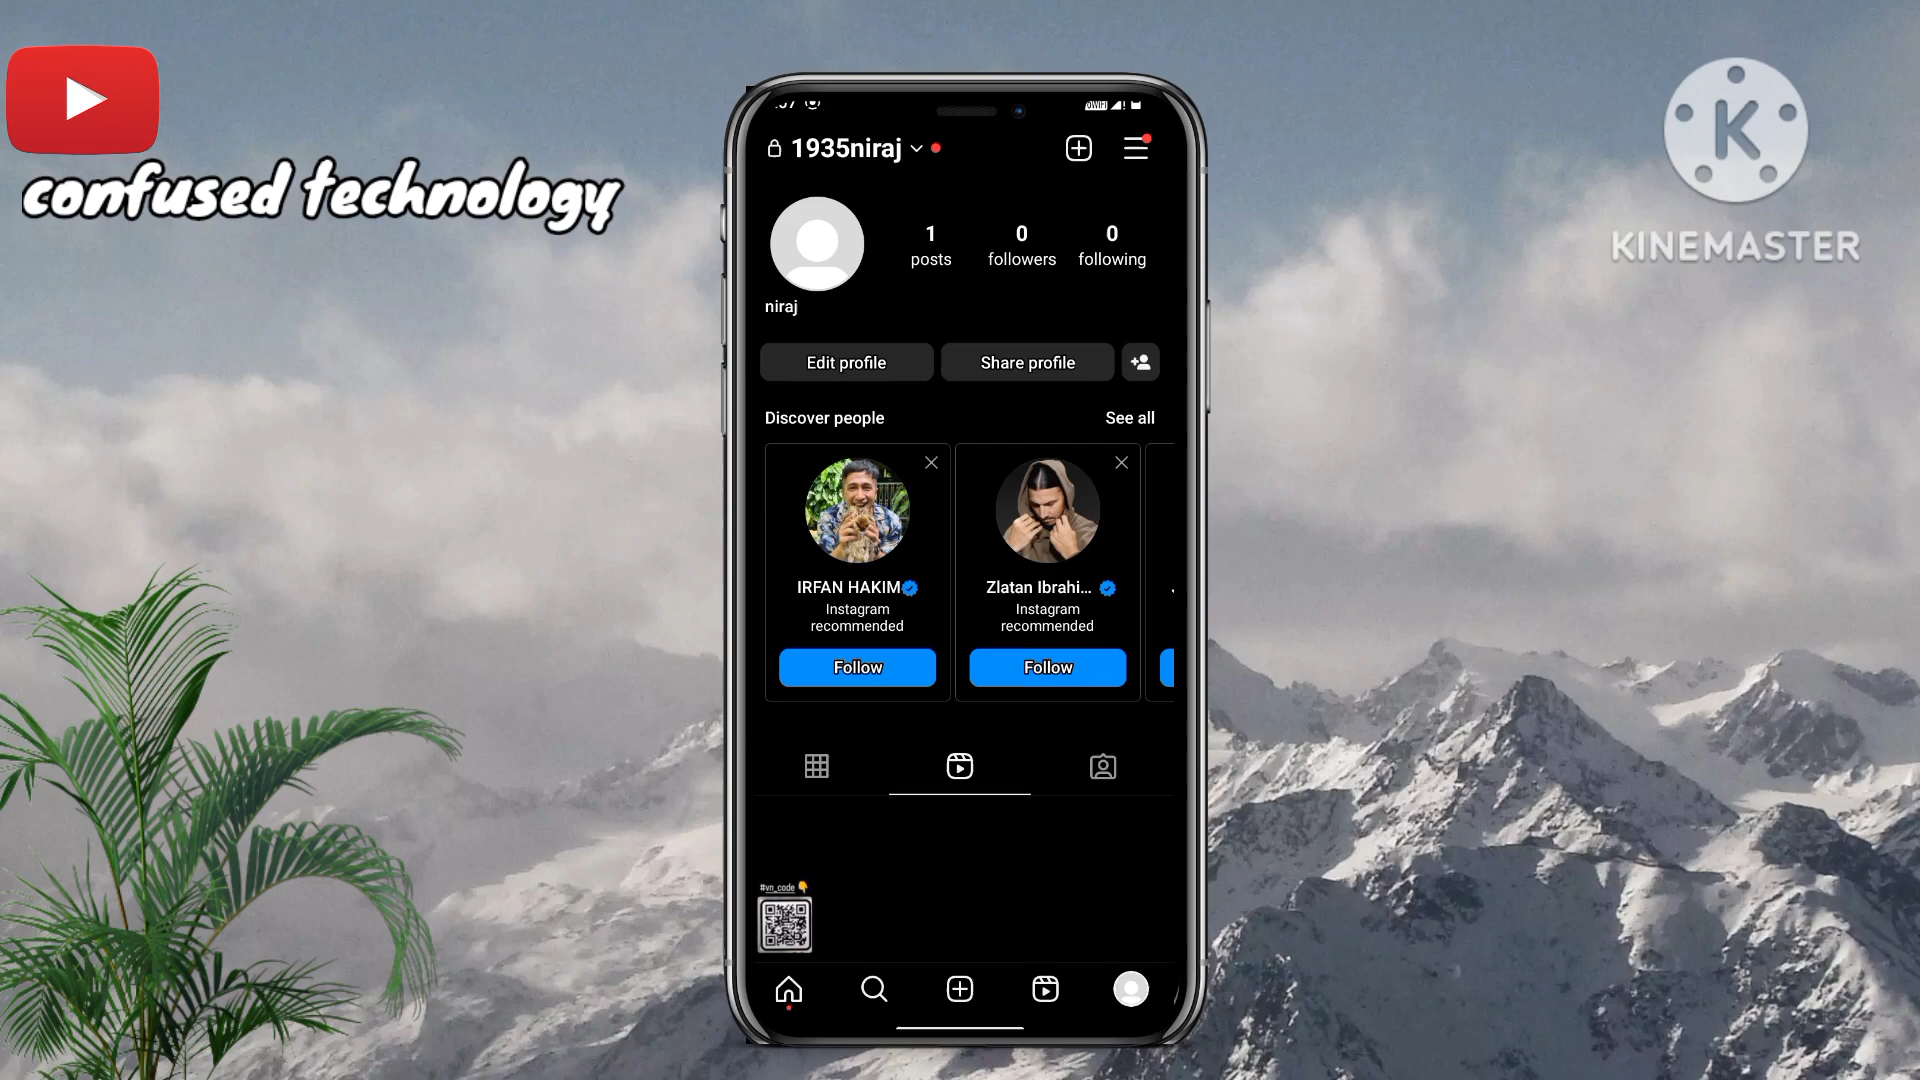 confused technology
K
KINEMASTER
1935niraj
1 posts
0 followers
0 following
niraj
Edit profile
Share profile
Discover people
See all
IRFAN HAKIM
Instagram
recommended
Follow
Zlatan Ibrahi...
Instagram
recommended
Follow
#vn_code